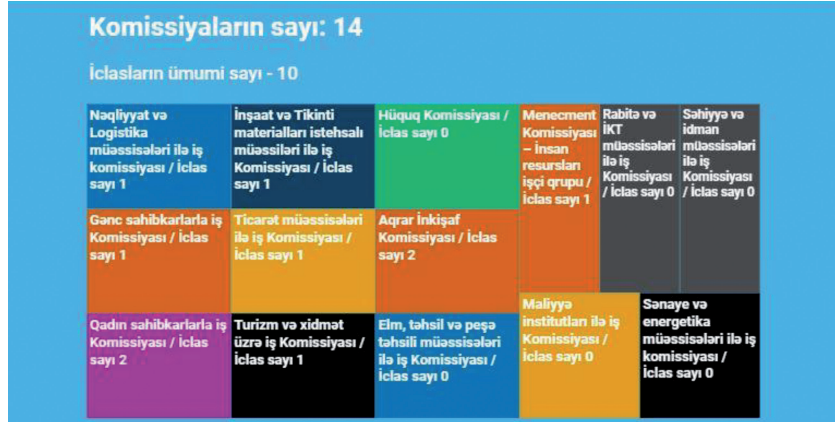 Komissiyaların sayı: 14
İclasların ümumi sayı - 10
Nəqliyyat və
Logistika
müəssisələri ilə iş
komissiyası / İclas
sayı 1
İnşaat və Tikinti
materialları istehsalı
müəssiləri ilə iş
Komissiyası / İclas
sayı 1
Hüquq Komissiyası /
İclas sayı 0
Menecment
Komissiyası
– İnsan
resursları
işçi qrupu /
İclas sayı 1
Rabitə və
İKT
müəssisələri
ilə iş
Komissiyası
/ İclas sayı 0
Səhiyyə və
idman
müəssisələri
ilə iş
Komissiyası
/ İclas sayı 0
Gənc sahibkarlarla iş
Komissiyası / İclas
sayı 1
Ticarət müəssisələri
ilə iş Komissiyası /
İclas sayı 1
Aqrar İnkişaf
Komissiyası / İclas
sayı 2
Qadın sahibkarlarla iş
Komissiyası / İclas
sayı 2
Turizm və xidmət
üzrə iş Komissiyası /
İclas sayı 1
Elm, təhsil və peşə
təhsili müəssisələri
ilə iş Komissiyası /
İclas sayı 0
Maliyyə
institutları ilə iş
Komissiyası /
İclas sayı 0
Sənaye və
energetika
müəssisələri ilə iş
komissiyası /
İclas sayı 0